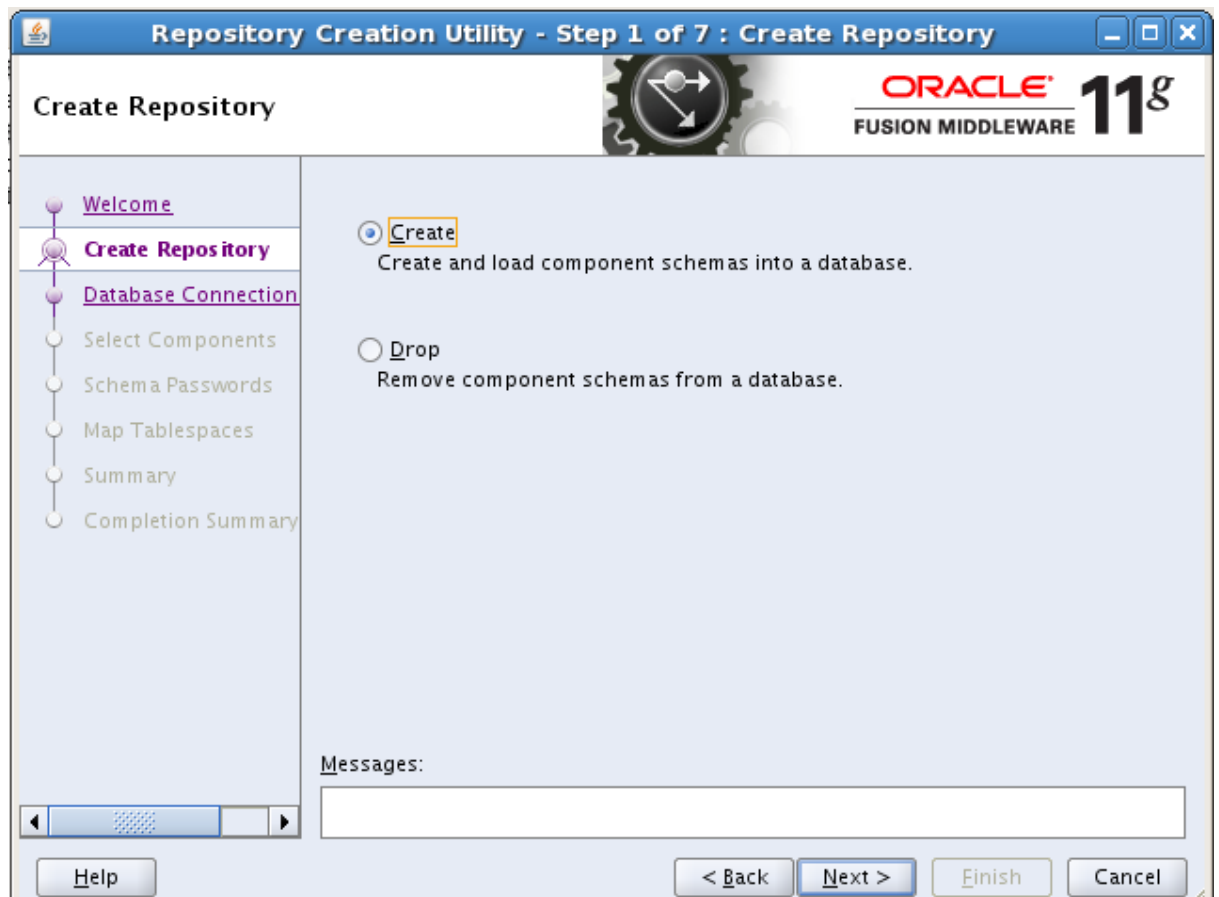 Repository Creation Utility - Step 1 of 7 : Create Repository
Create Repository
ORACLE
FUSION MIDDLEWARE
11g
Welcome
Create Repository
Database Connection
Select Components
Schema Passwords
Map Tablespaces
Summary
Completion Summary
Create
Create and load component schemas into a database.
Drop
Remove component schemas from a database.
Messages:
Help
< Back
Next >
Finish
Cancel